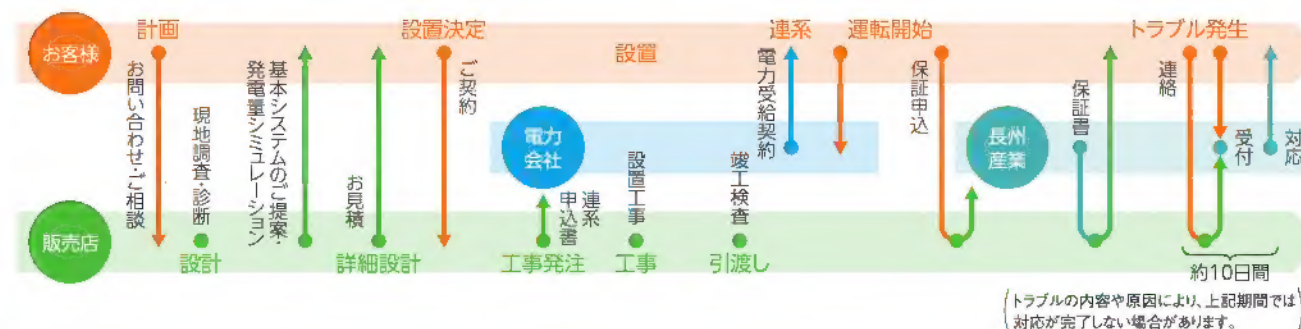 お客様
計画
設置決定
設置
連系
運転開始
トラブル発生
お問い合わせ・ご相談
現地調査・診断
基本システムのご提案・
発電量シミュレーション
お見積
ご契約
電力
会社
連系
申込書
設置工事
竣工検査
電力受給契約
保証申込
長州
産業
保証書
連絡
受付
対応
販売店
設計
詳細設計
工事発注
工事
引渡し
約10日間
トラブルの内容や原因により、上記期間では
対応が完了しない場合があります。